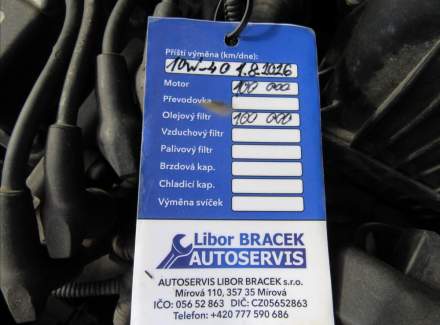 Příští výměna (km/dne):
10W-40 1.8.2026
Motor 100 000
Převodovka
Olejový filtr 100 000
Vzduchový filtr
Palivový filtr
Brzdová kap.
Chladicí kap.
Výměna svíček
Libor BRACEK
AUTOSERVIS
AUTOSERVIS LIBOR BRACEK s.r.o.
Mírová 110, 357 35 Mírová
IČO: 056 52 863 DIČ: CZ05652863
Telefon: +420 777 590 686